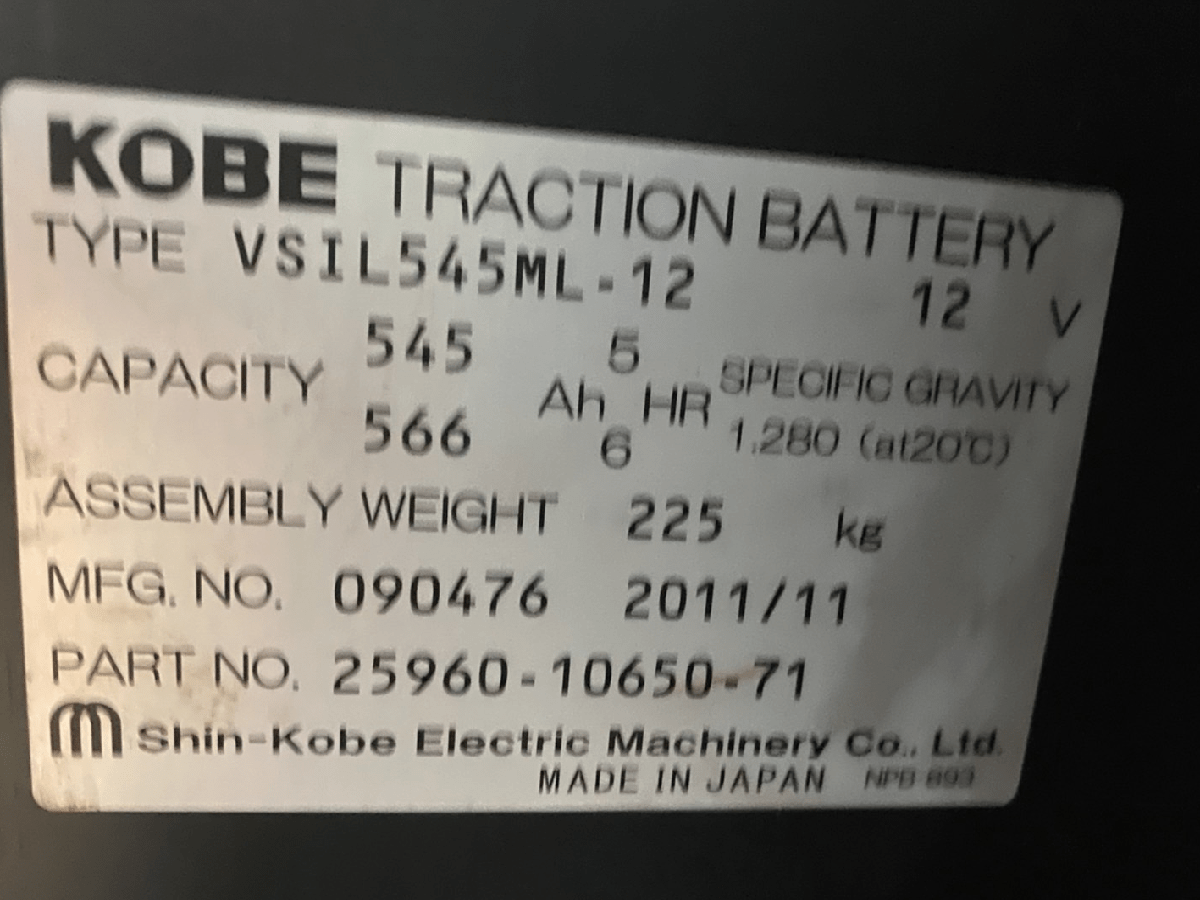 KOBE TRACTION BATTERY
TYPE VSIL545ML-12 12 V
545 5
CAPACITY Ah HR SPECIFIC GRAVITY
566 6 1.280 (at20℃)
ASSEMBLY WEIGHT 225 kg
MFG. NO. 090476 2011/11
PART NO. 25960-10650-71
Shin-Kobe Electric Machinery Co., Ltd.
MADE IN JAPAN NPB